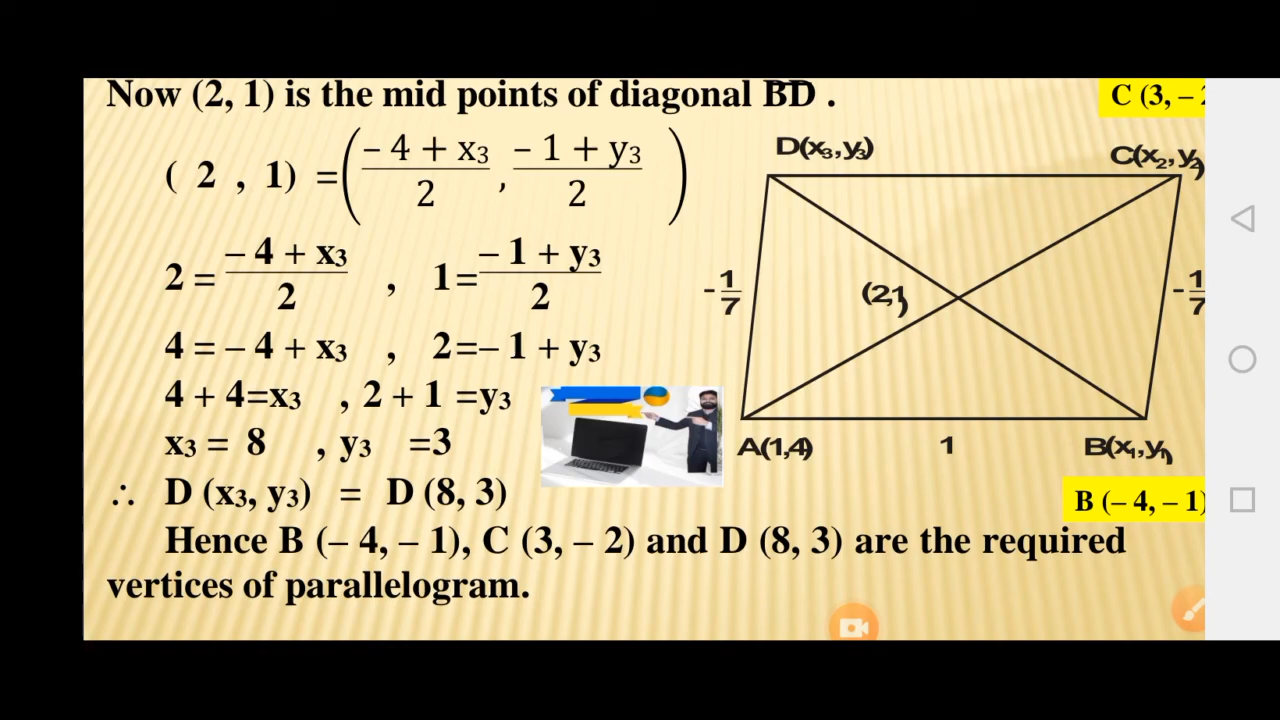 Now (2, 1) is the mid points of diagonal BD .
C (3, – 2
( 2 , 1) = ( – 4 + x₃ / 2 , – 1 + y₃ / 2 )
2 = – 4 + x₃ / 2 , 1 = – 1 + y₃ / 2
4 = – 4 + x₃ , 2=– 1 + y₃
4 + 4=x₃ , 2 + 1 =y₃
x₃ = 8 , y₃ =3
∴ D (x₃, y₃) = D (8, 3)
Hence B (– 4, – 1), C (3, – 2) and D (8, 3) are the required
vertices of parallelogram.
D(x₃,y₃)
C(x₂,y₂)
-1/7
(2,1)
-1/7
A(1,4)
1
B(x₁,y₁)
B (– 4, – 1)